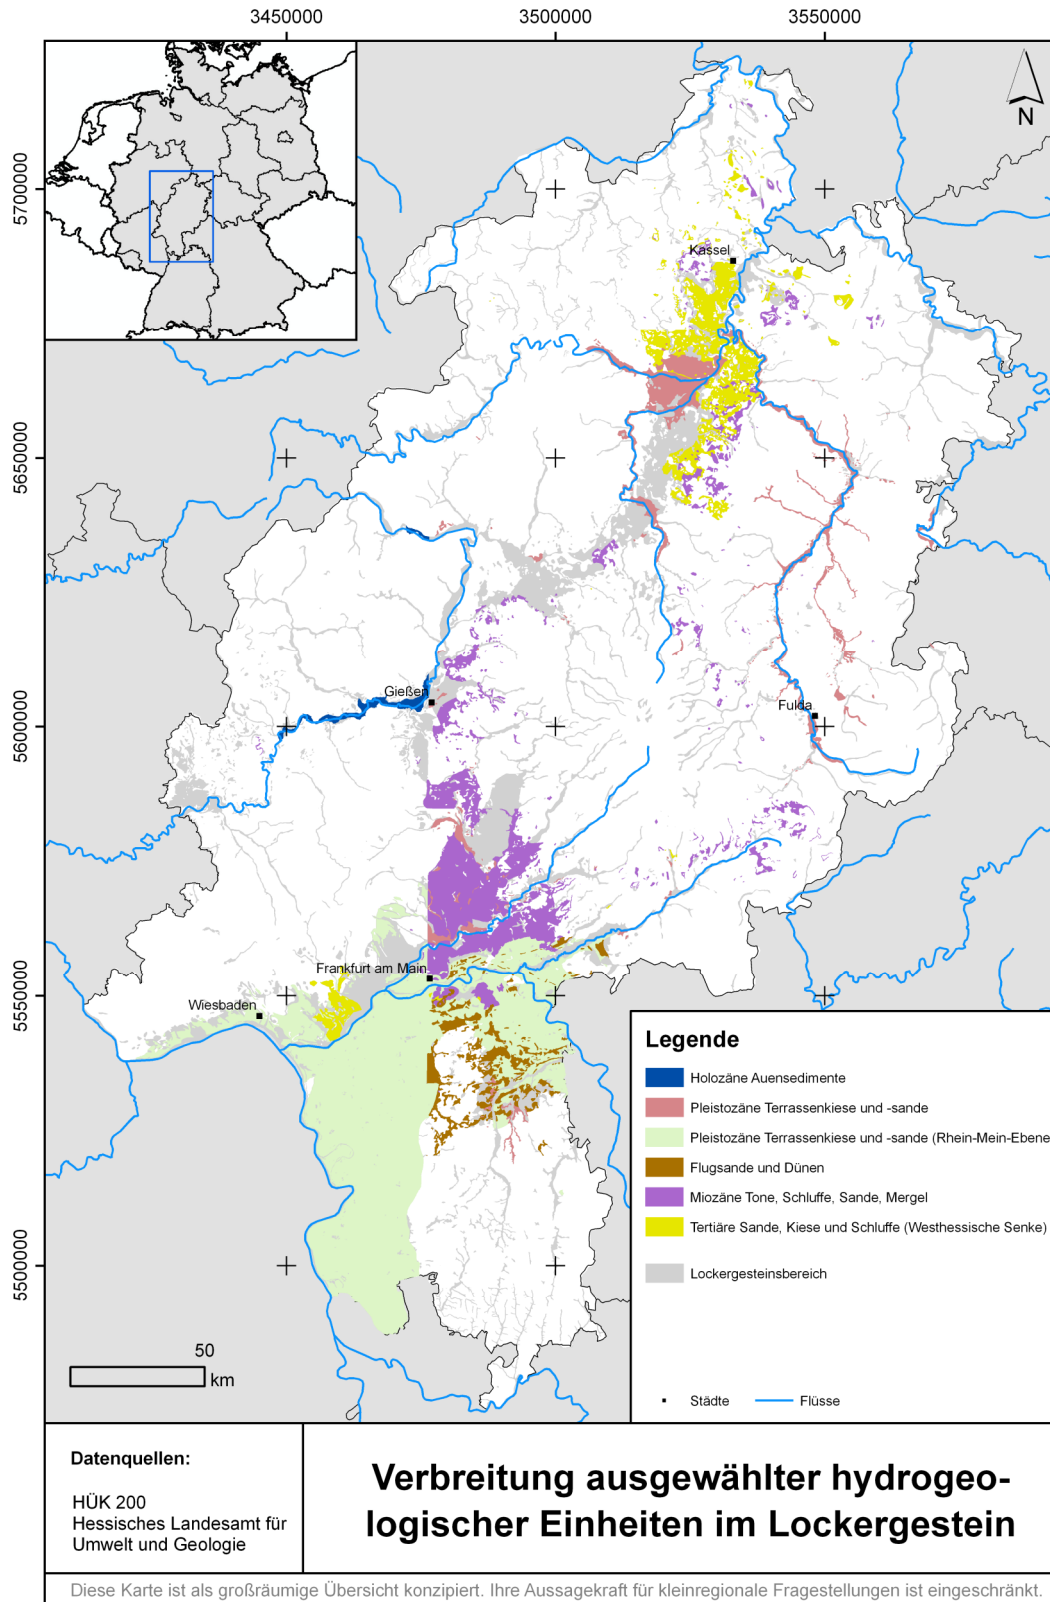 3450000
3500000
3550000
5700000
5650000
5600000
5550000
5500000
N
Kassel
Gießen
Fulda
Frankfurt am Main
Wiesbaden
50
km
Legende
Holozäne Auensedimente
Pleistozäne Terrassenkiese und -sande
Pleistozäne Terrassenkiese und -sande (Rhein-Mein-Ebene
Flugsande und Dünen
Miozäne Tone, Schluffe, Sande, Mergel
Tertiäre Sande, Kiese und Schluffe (Westhessische Senke)
Lockergesteinsbereich
Städte
Flüsse
Datenquellen:
HÜK 200
Hessisches Landesamt für
Umwelt und Geologie
Verbreitung ausgewählter hydrogeo-
logischer Einheiten im Lockergestein
Diese Karte ist als großräumige Übersicht konzipiert. Ihre Aussagekraft für kleinregionale Fragestellungen ist eingeschränkt.